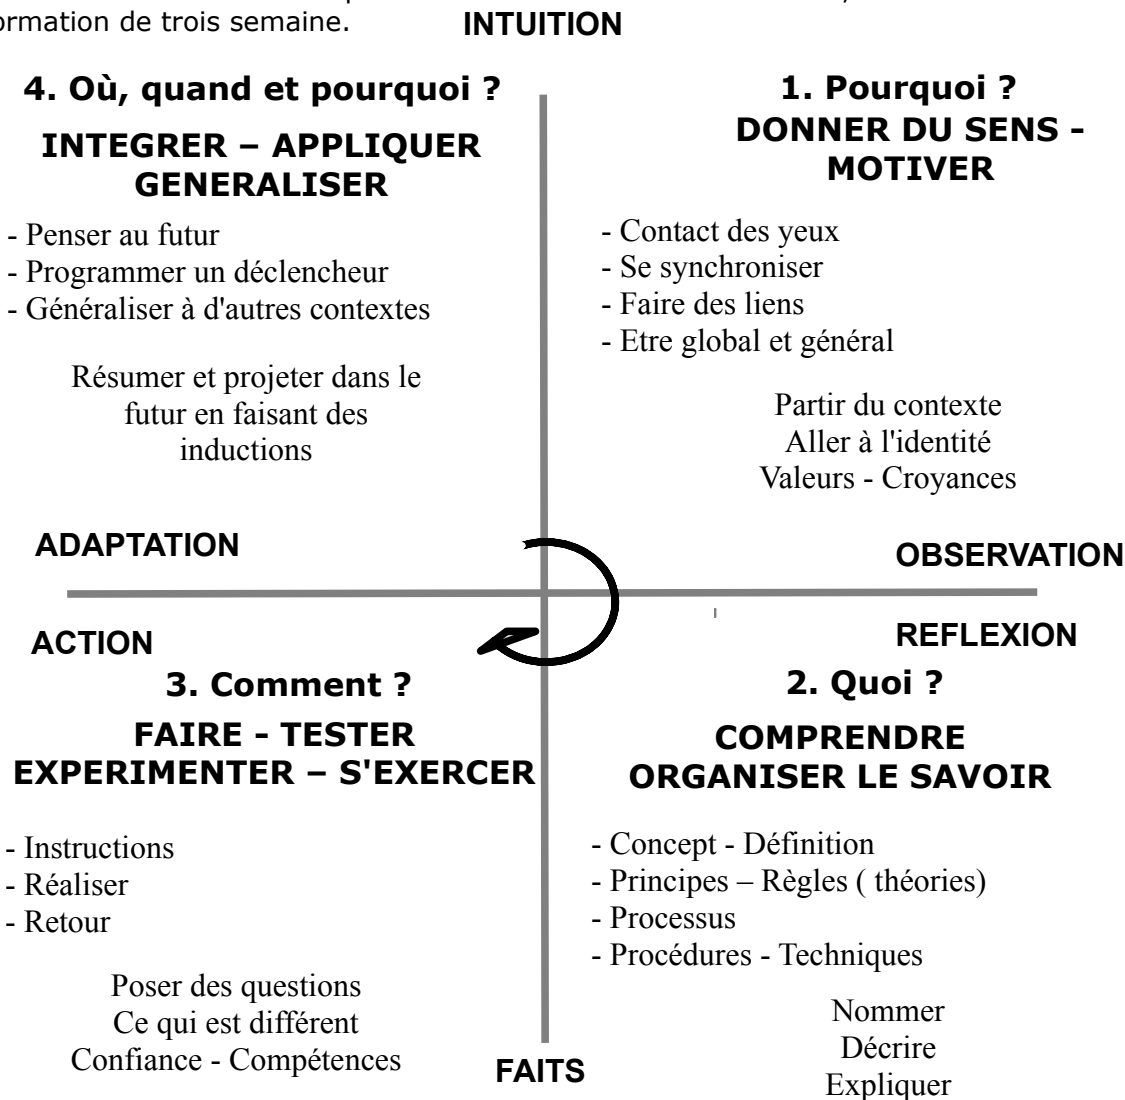 formation de trois semaine.
INTUITION
4. Où, quand et pourquoi ?
INTEGRER – APPLIQUER
GENERALISER
- Penser au futur
- Programmer un déclencheur
- Généraliser à d'autres contextes
Résumer et projeter dans le
futur en faisant des
inductions
1. Pourquoi ?
DONNER DU SENS -
MOTIVER
- Contact des yeux
- Se synchroniser
- Faire des liens
- Etre global et général
Partir du contexte
Aller à l'identité
Valeurs - Croyances
ADAPTATION
OBSERVATION
ACTION
REFLEXION
3. Comment ?
FAIRE - TESTER
EXPERIMENTER – S'EXERCER
- Instructions
- Réaliser
- Retour
Poser des questions
Ce qui est différent
Confiance - Compétences
2. Quoi ?
COMPRENDRE
ORGANISER LE SAVOIR
- Concept - Définition
- Principes – Règles ( théories)
- Processus
- Procédures - Techniques
Nommer
Décrire
Expliquer
FAITS